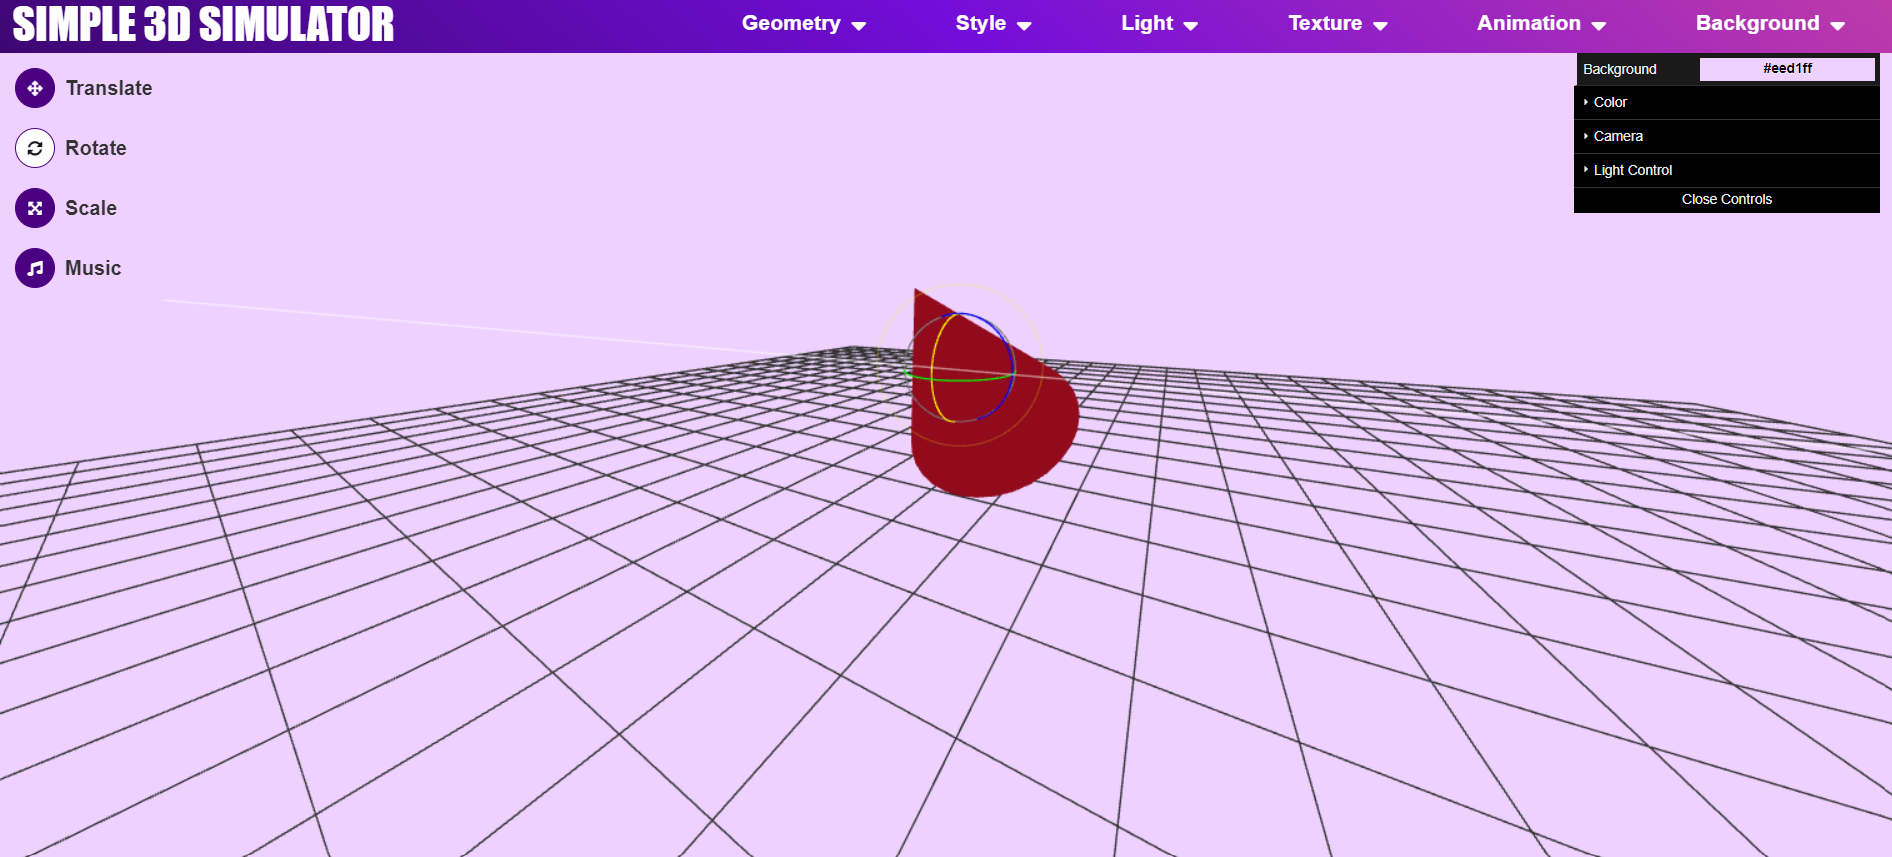 SIMPLE 3D SIMULATOR
Geometry
Style
Light
Texture
Animation
Background
Translate
Rotate
Scale
Music
Background #eed1ff
Color
Camera
Light Control
Close Controls